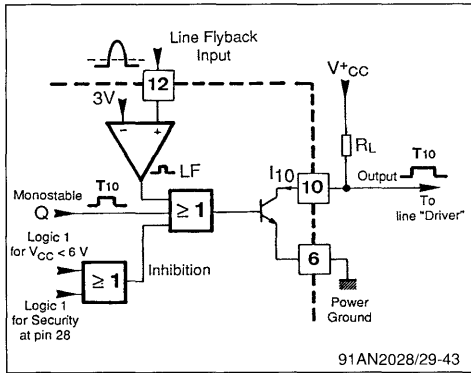 Line Flyback
Input
12
3V
−
+
V+CC
RL
LF
T10
Monostable
Q
≥ 1
I10
10
Output
T10
To
line "Driver"
Logic 1
for VCC < 6 V
≥ 1
Inhibition
6
Logic 1
for Security
at pin 28
Power
Ground
91AN2028/29-43